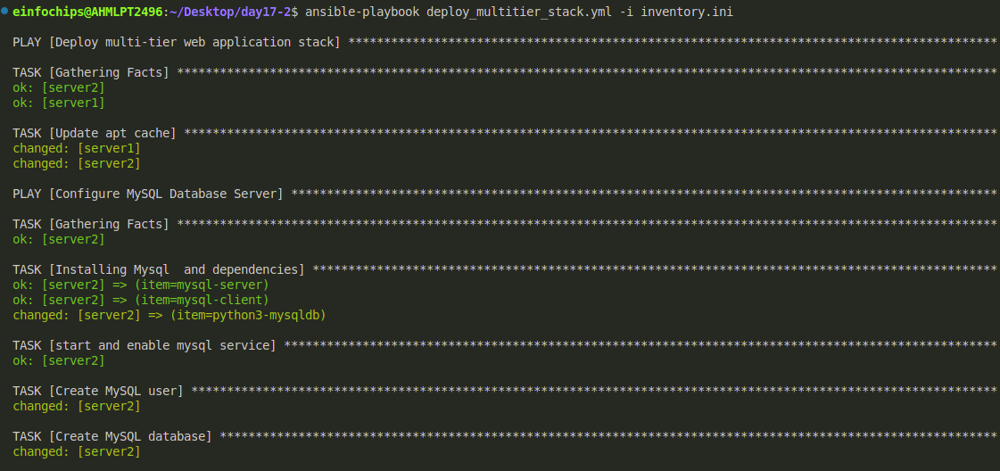 einfochips@AHMLPT2496:~/Desktop/day17-2$ ansible-playbook deploy_multitier_stack.yml -i inventory.ini
PLAY [Deploy multi-tier web application stack] *******************************************************************************************
TASK [Gathering Facts] *******************************************************************************************************************
ok: [server2]
ok: [server1]
TASK [Update apt cache] ******************************************************************************************************************
changed: [server1]
changed: [server2]
PLAY [Configure MySQL Database Server] ***************************************************************************************************
TASK [Gathering Facts] *******************************************************************************************************************
ok: [server2]
TASK [Installing Mysql  and dependencies] ************************************************************************************************
ok: [server2] => (item=mysql-server)
ok: [server2] => (item=mysql-client)
changed: [server2] => (item=python3-mysqldb)
TASK [start and enable mysql service] ****************************************************************************************************
ok: [server2]
TASK [Create MySQL user] *****************************************************************************************************************
changed: [server2]
TASK [Create MySQL database] *************************************************************************************************************
changed: [server2]